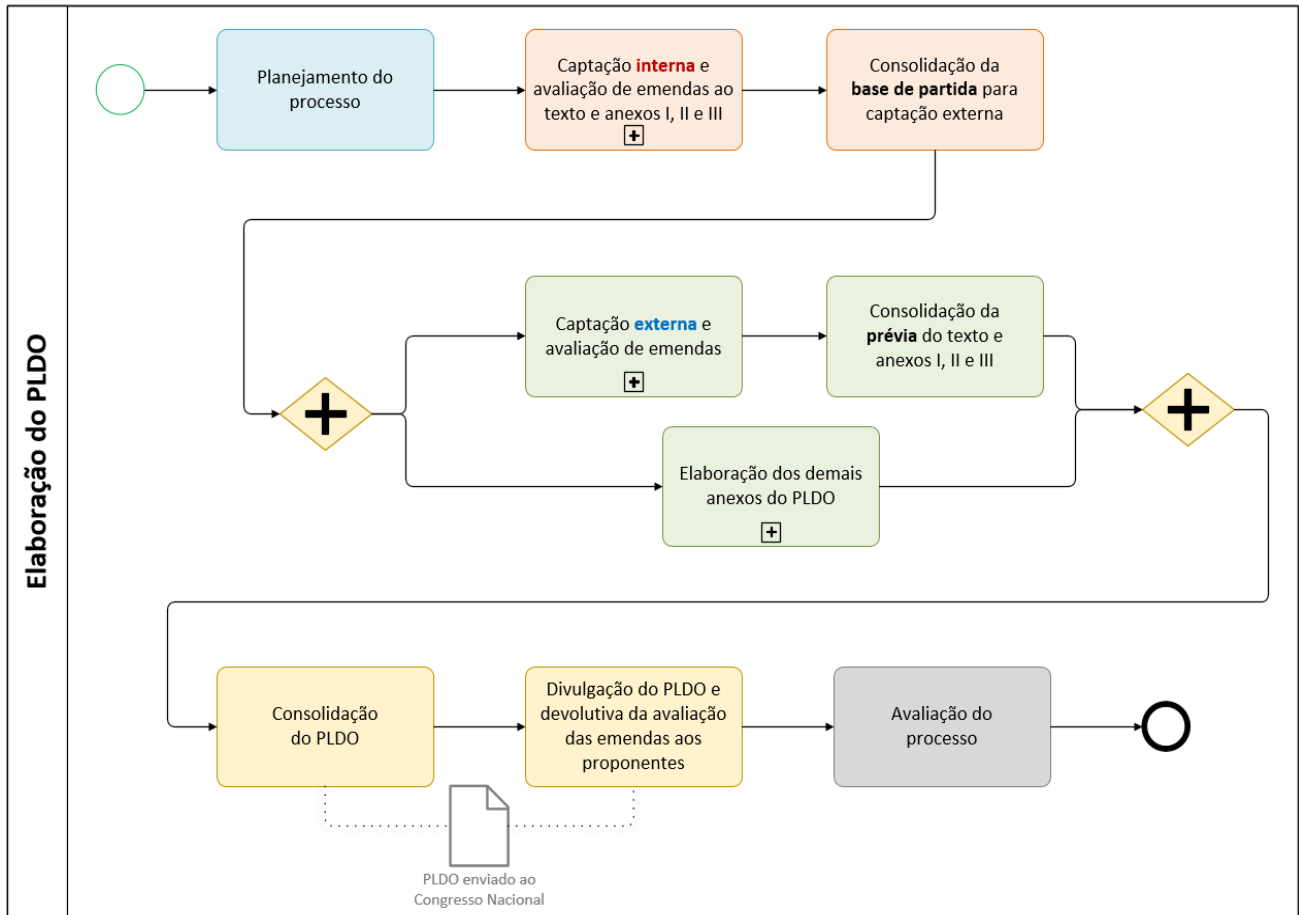 Elaboração do PLDO
Planejamento do
processo
Captação interna e
avaliação de emendas ao
texto e anexos I, II e III
Consolidação da
base de partida para
captação externa
Captação externa e
avaliação de emendas
Consolidação da
prévia do texto e
anexos I, II e III
Elaboração dos demais
anexos do PLDO
Consolidação
do PLDO
Divulgação do PLDO e
devolutiva da avaliação
das emendas aos
proponentes
Avaliação do
processo
PLDO enviado ao
Congresso Nacional